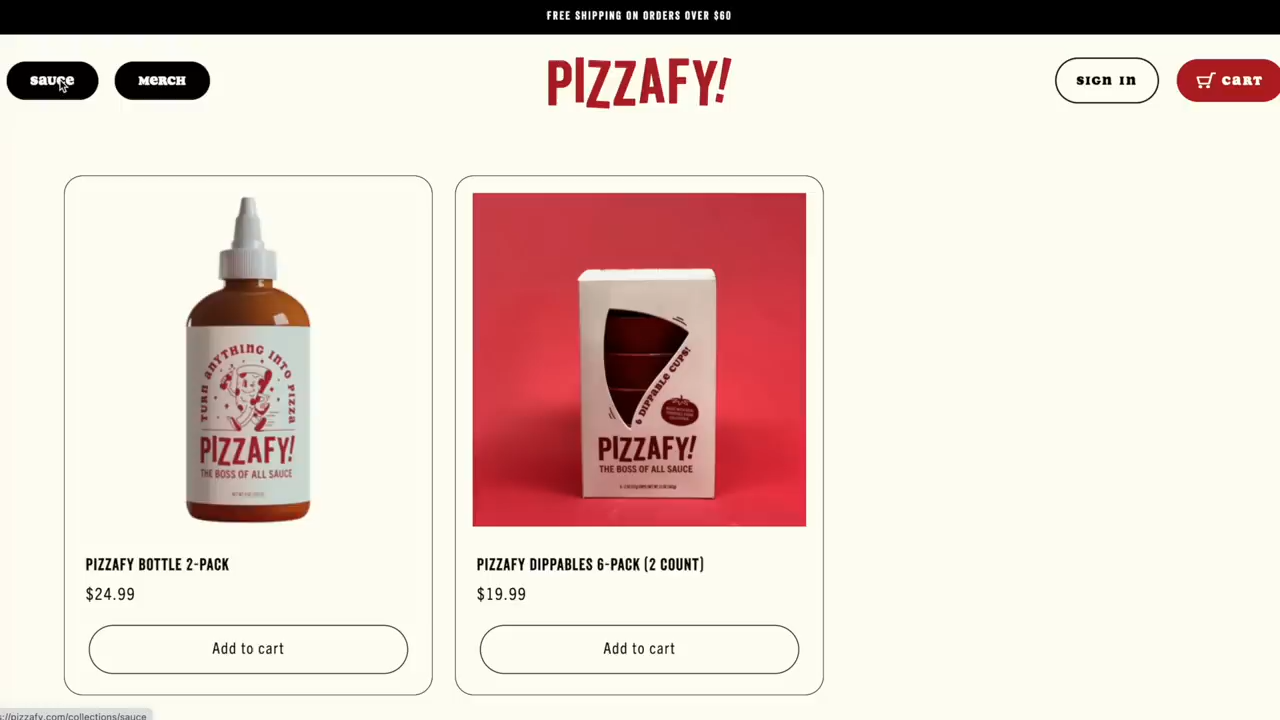 FREE SHIPPING ON ORDERS OVER $60
SAUCE
MERCH
PIZZAFY!
SIGN IN
CART
TURN ANYTHING INTO PIZZA
PIZZAFY!
THE BOSS OF ALL SAUCE
6 DIPPABLE CUPS!
PIZZAFY!
THE BOSS OF ALL SAUCE
PIZZAFY BOTTLE 2-PACK
$24.99
Add to cart
PIZZAFY DIPPABLES 6-PACK (2 COUNT)
$19.99
Add to cart
s://pizzafy.com/collections/sauce